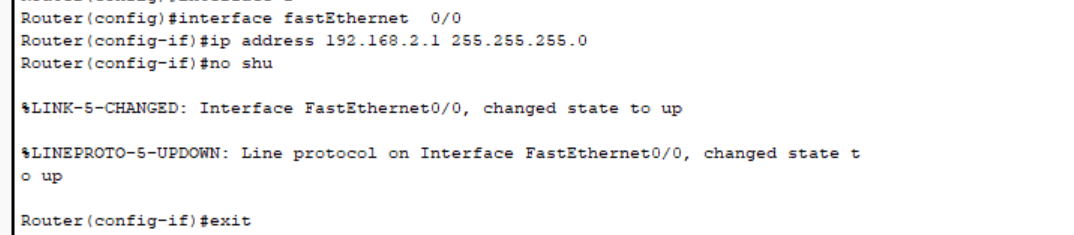 Router(config)#interface fastEthernet  0/0
Router(config-if)#ip address 192.168.2.1 255.255.255.0
Router(config-if)#no shu
%LINK-5-CHANGED: Interface FastEthernet0/0, changed state to up
%LINEPROTO-5-UPDOWN: Line protocol on Interface FastEthernet0/0, changed state t
o up
Router(config-if)#exit